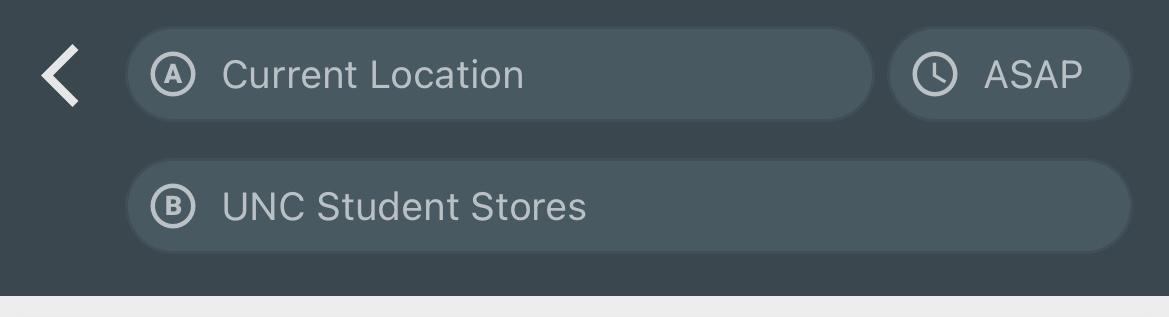 A Current Location ASAP
B UNC Student Stores